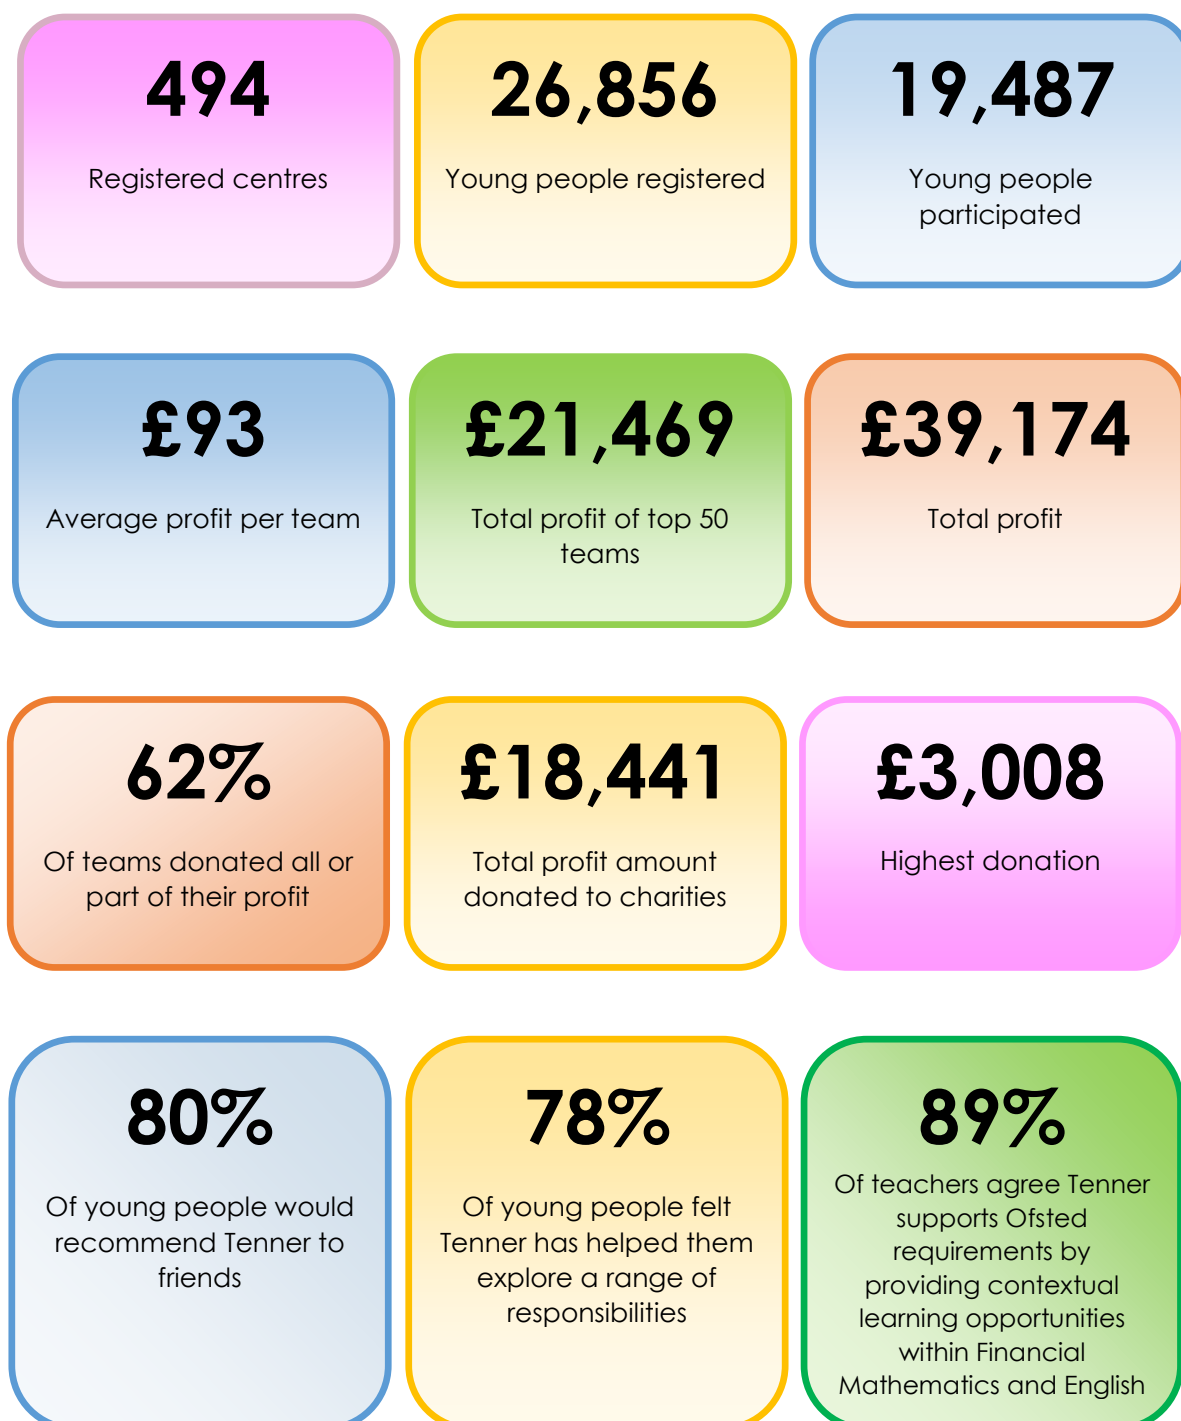 494
Registered centres
26,856
Young people registered
19,487
Young people
participated
£93
Average profit per team
£21,469
Total profit of top 50
teams
£39,174
Total profit
62%
Of teams donated all or
part of their profit
£18,441
Total profit amount
donated to charities
£3,008
Highest donation
80%
Of young people would
recommend Tenner to
friends
78%
Of young people felt
Tenner has helped them
explore a range of
responsibilities
89%
Of teachers agree Tenner
supports Ofsted
requirements by
providing contextual
learning opportunities
within Financial
Mathematics and English